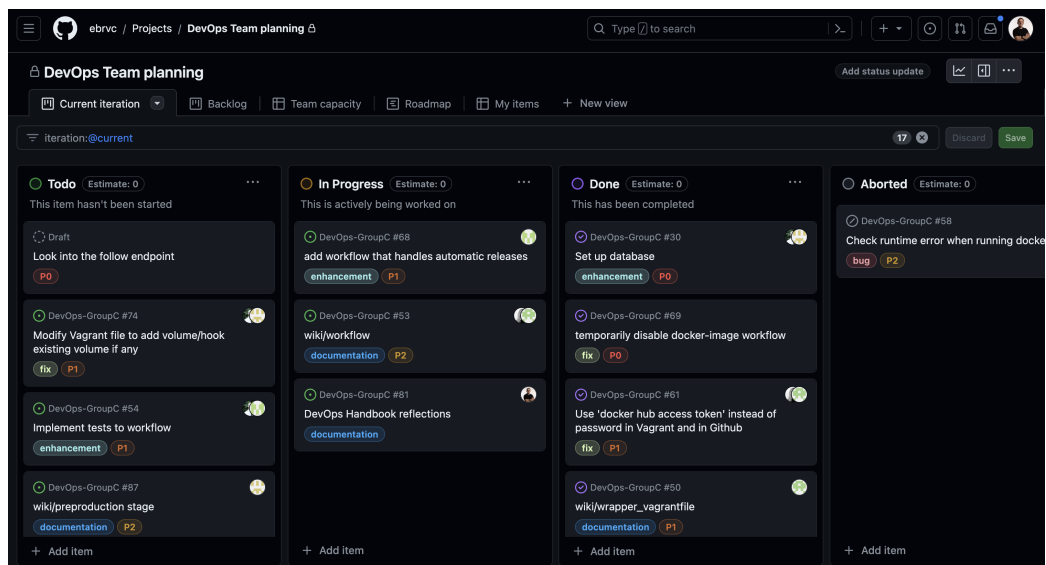 ebrvc / Projects / DevOps Team planning
Type / to search
DevOps Team planning
Add status update
Current iteration
Backlog
Team capacity
Roadmap
My items
+ New view
iteration:@current
17
Discard
Save
Todo Estimate: 0
This item hasn't been started
Draft
Look into the follow endpoint
P0
DevOps-GroupC #74
Modify Vagrant file to add volume/hook
existing volume if any
fix P1
DevOps-GroupC #54
Implement tests to workflow
enhancement P1
DevOps-GroupC #87
wiki/preproduction stage
documentation P2
+ Add item
In Progress Estimate: 0
This is actively being worked on
DevOps-GroupC #68
add workflow that handles automatic releases
enhancement P1
DevOps-GroupC #53
wiki/workflow
documentation P2
DevOps-GroupC #81
DevOps Handbook reflections
documentation
+ Add item
Done Estimate: 0
This has been completed
DevOps-GroupC #30
Set up database
enhancement P0
DevOps-GroupC #69
temporarily disable docker-image workflow
fix P0
DevOps-GroupC #61
Use 'docker hub access token' instead of
password in Vagrant and in Github
fix P1
DevOps-GroupC #50
wiki/wrapper_vagrantfile
documentation P1
+ Add item
Aborted Estimate: 0
DevOps-GroupC #58
Check runtime error when running docke
bug P2
+ Add item